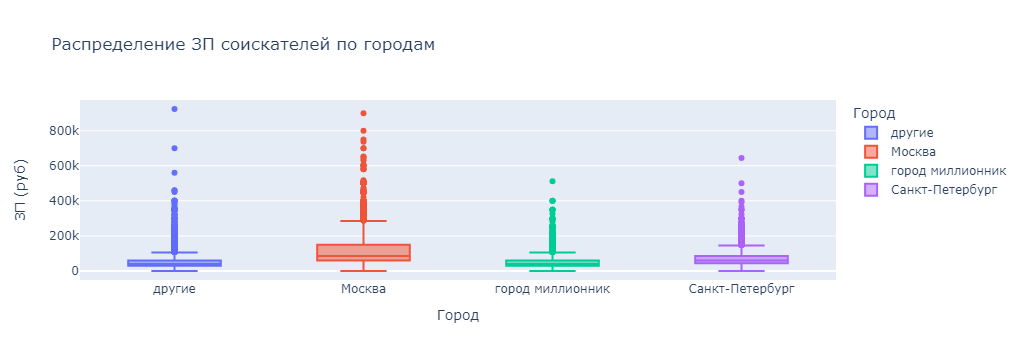 Распределение ЗП соискателей по городам
ЗП (руб)
800k
600k
400k
200k
0
другие
Москва
город миллионник
Санкт-Петербург
Город
Город
другие
Москва
город миллионник
Санкт-Петербург